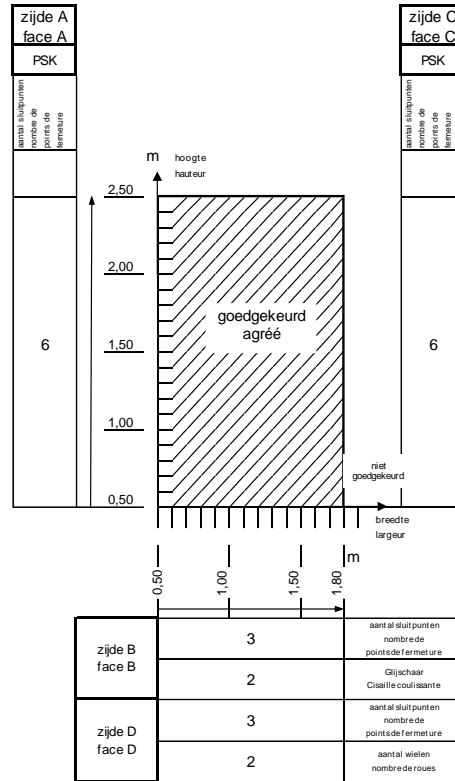 zijde A
face A
PSK
aantal sluitpunten
nombre de
points de
fermeture
6
zijde C
face C
PSK
aantal sluitpunten
nombre de
points de
fermeture
6
m
hoogte
hauteur
2,50
2,00
1,50
1,00
0,50
goedgekeurd
agréé
niet
goedgekeurd
breedte
largeur
m
0,50
1,00
1,50
1,80
zijde B
face B
3
aantal sluitpunten
nombre de
points de fermeture
2
Glijschaar
Cisaille coulissante
zijde D
face D
3
aantal sluitpunten
nombre de
points de fermeture
2
aantal wielen
nombre de roues